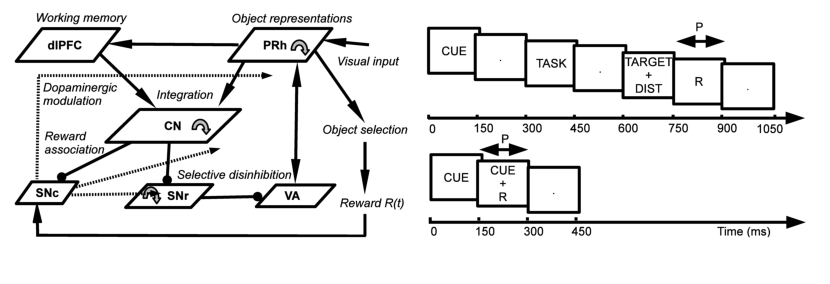 Working memory
Object representations
dlPFC
PRh
Visual input
Dopaminergic
modulation
Integration
CN
Object selection
Reward
association
Selective disinhibition
SNc
SNr
VA
Reward R(t)
P
CUE
.
TASK
.
TARGET
+
DIST
R
.
0 150 300 450 600 750 900 1050
P
CUE
CUE
+
R
.
0 150 300 450 Time (ms)